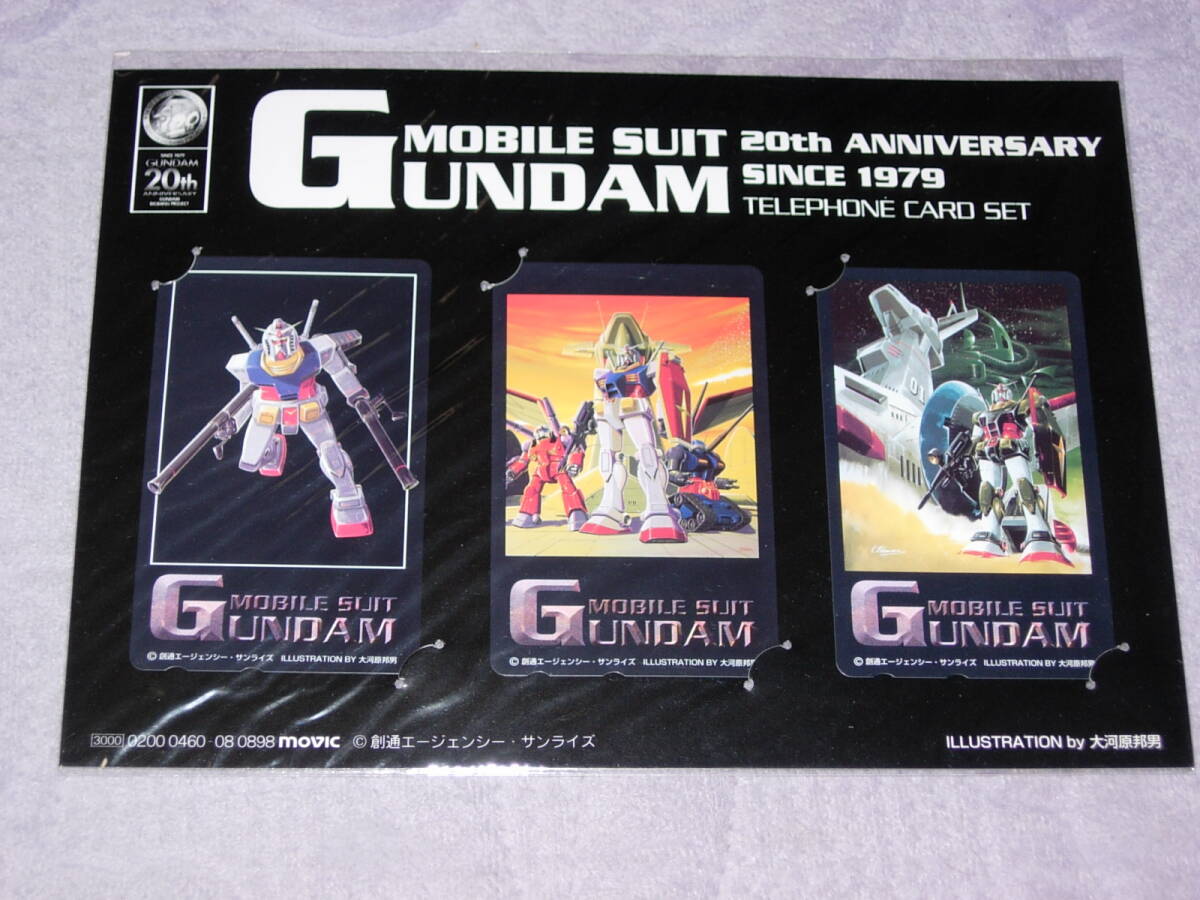 SINCE 1979
GUNDAM
20th
ANNIVERSARY
GUNDAM
BIGBANG PROJECT
MOBILE SUIT
GUNDAM
20th ANNIVERSARY
SINCE 1979
TELEPHONE CARD SET
01
MOBILE SUIT
GUNDAM
©創通エージェンシー・サンライズ ILLUSTRATION BY 大河原邦男
MOBILE SUIT
GUNDAM
©創通エージェンシー・サンライズ ILLUSTRATION BY 大河原邦男
MOBILE SUIT
GUNDAM
©創通エージェンシー・サンライズ ILLUSTRATION BY 大河原邦男
3000 0200 0460-08 0898 movic ©創通エージェンシー・サンライズ
ILLUSTRATION by 大河原邦男